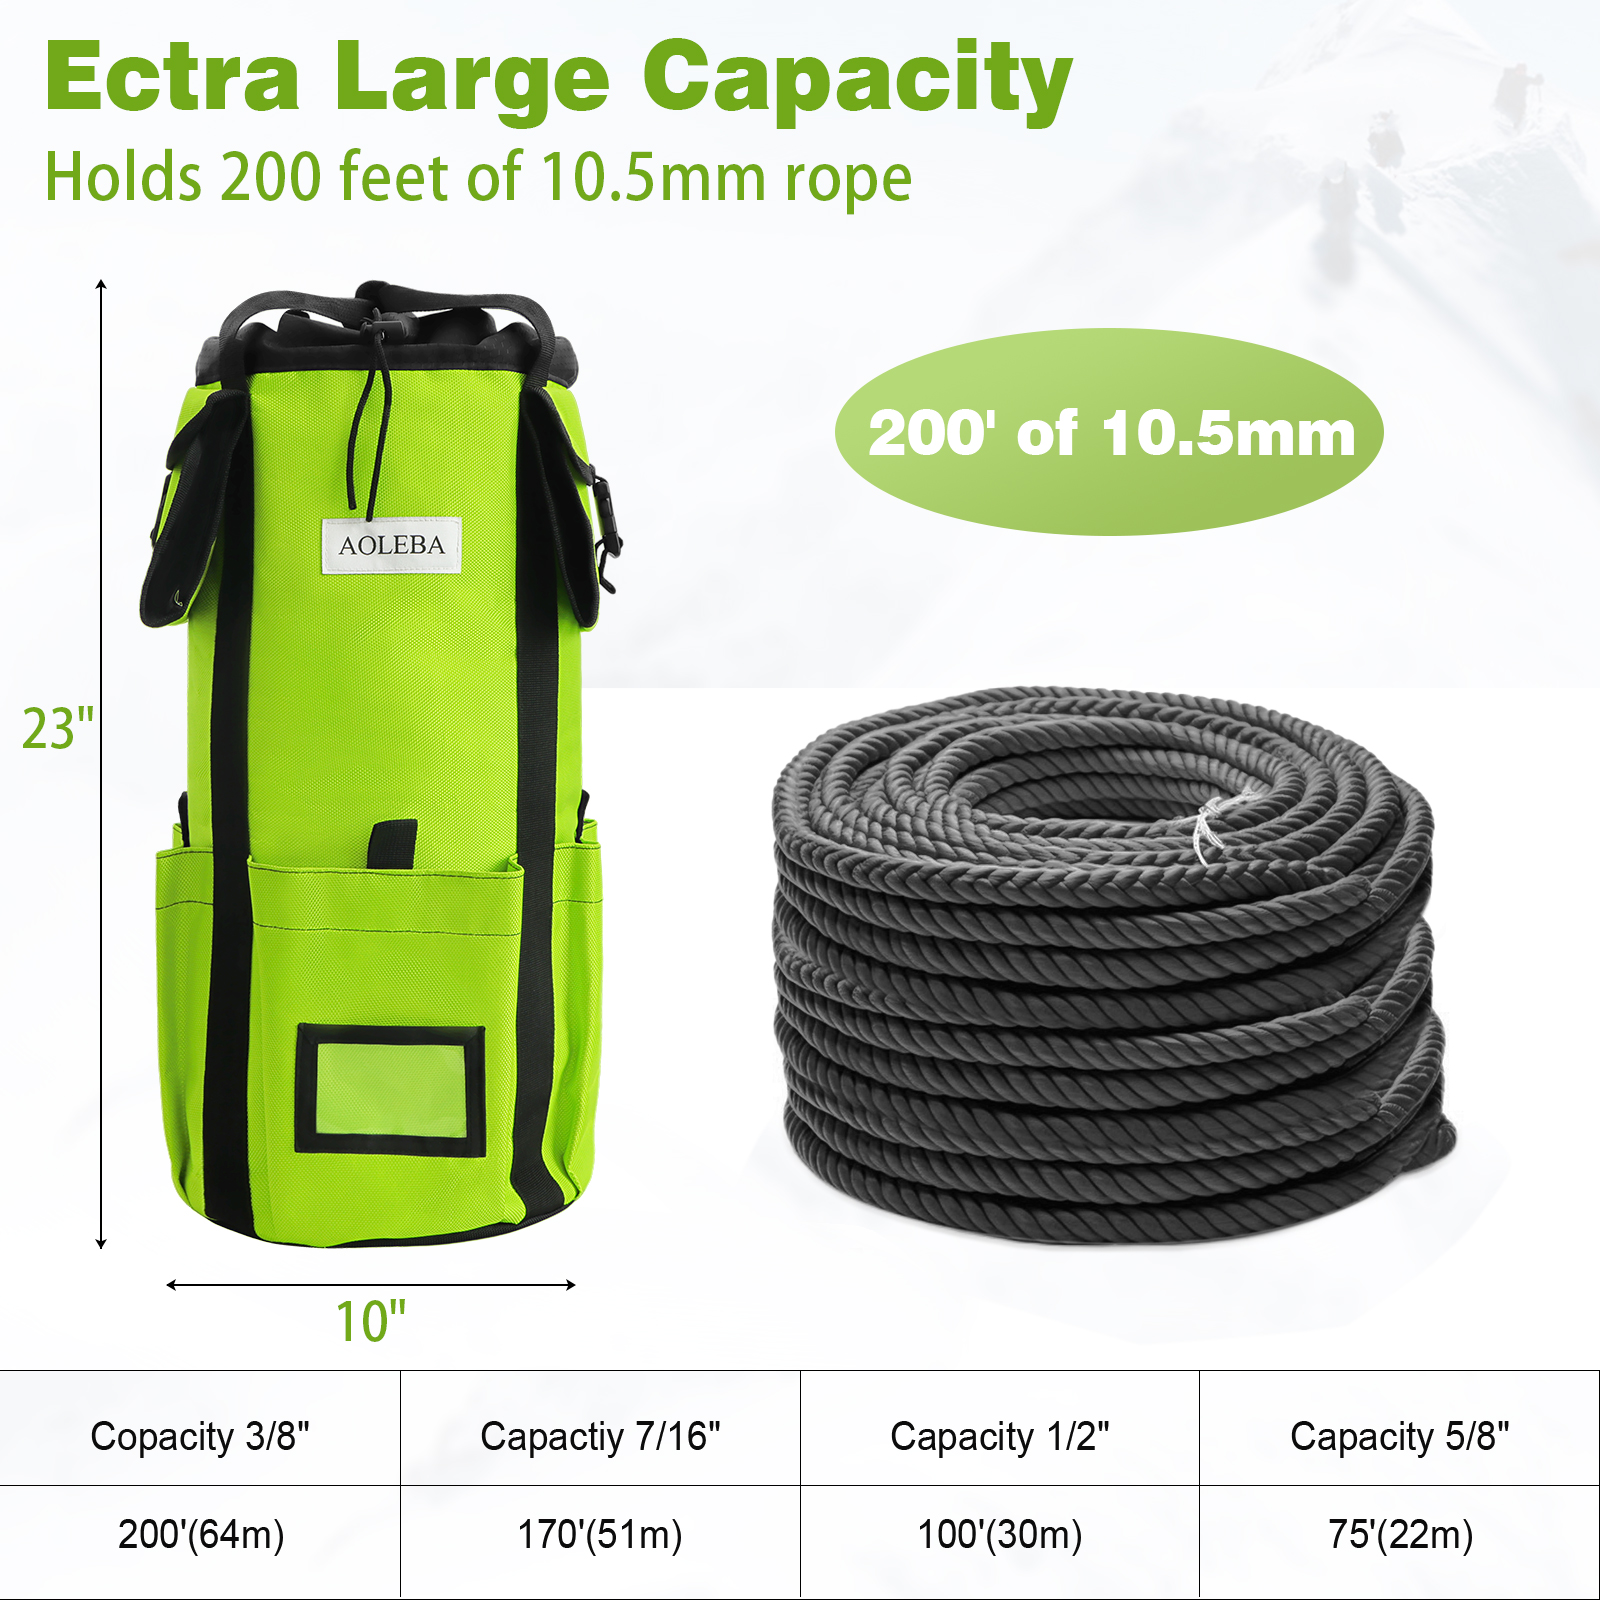 Ectra Large Capacity
Holds 200 feet of 10.5mm rope
200' of 10.5mm
AOLEBA
23"
10"
Copacity 3/8" Capactiy 7/16" Capacity 1/2" Capacity 5/8"
200'(64m) 170'(51m) 100'(30m) 75'(22m)